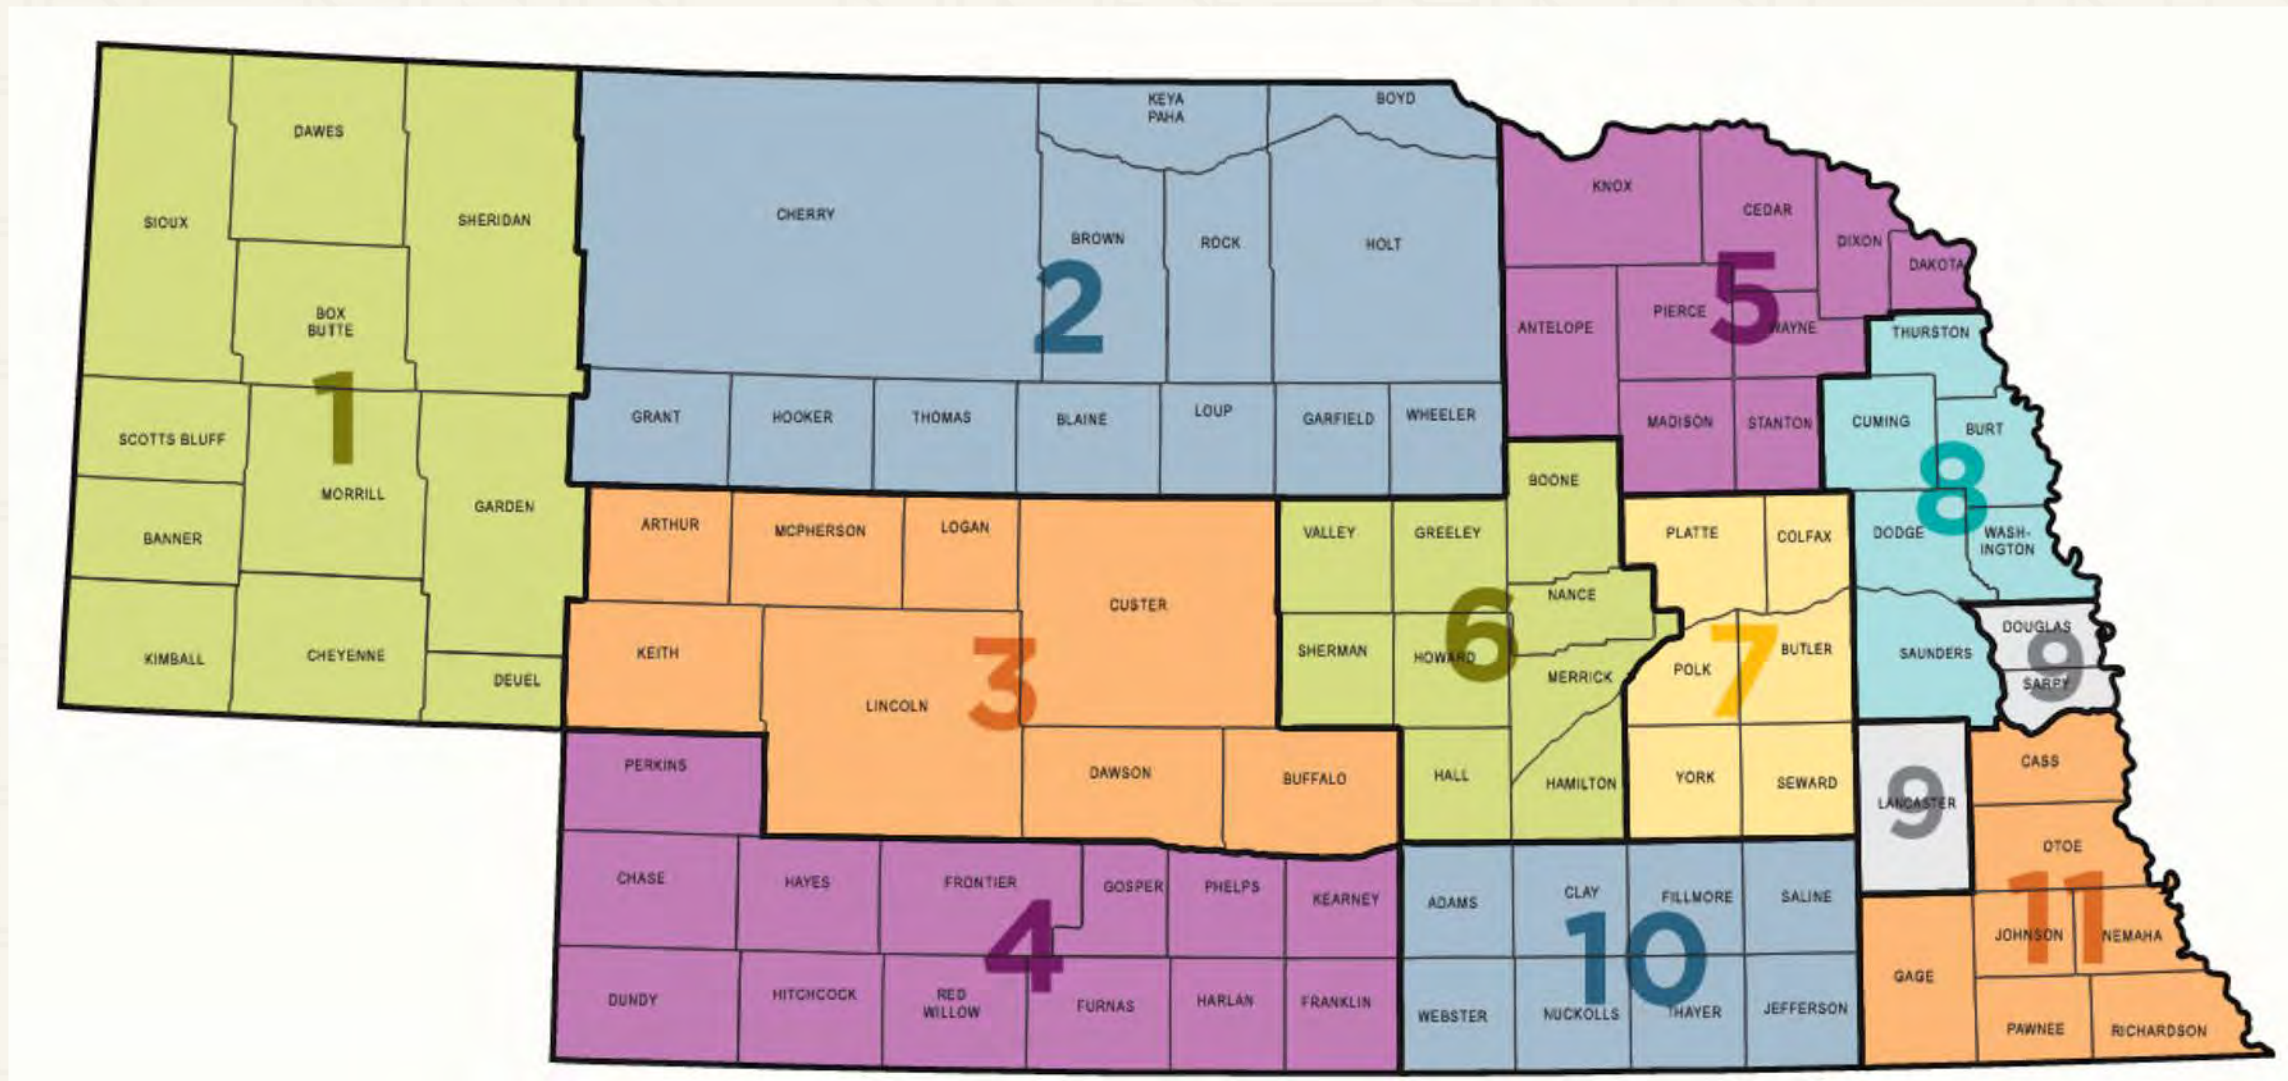 SIOUX
DAWES
SHERIDAN
BOX
BUTTE
1
SCOTTS BLUFF
MORRILL
GARDEN
BANNER
KIMBALL
CHEYENNE
DEUEL
CHERRY
KEYA
PAHA
BOYD
BROWN
ROCK
HOLT
2
GRANT
HOOKER
THOMAS
BLAINE
LOUP
GARFIELD
WHEELER
ARTHUR
MCPHERSON
LOGAN
CUSTER
KEITH
LINCOLN
3
DAWSON
BUFFALO
PERKINS
CHASE
HAYES
FRONTIER
GOSPER
PHELPS
KEARNEY
4
DUNDY
HITCHCOCK
RED
WILLOW
FURNAS
HARLAN
FRANKLIN
KNOX
CEDAR
DIXON
DAKOTA
5
ANTELOPE
PIERCE
WAYNE
MADISON
STANTON
BOONE
VALLEY
GREELEY
NANCE
6
SHERMAN
HOWARD
MERRICK
HALL
HAMILTON
PLATTE
COLFAX
7
POLK
BUTLER
YORK
SEWARD
THURSTON
CUMING
BURT
8
DODGE
WASH-
INGTON
SAUNDERS
DOUGLAS
9
SARPY
LANCASTER
9
ADAMS
CLAY
FILLMORE
SALINE
10
WEBSTER
NUCKOLLS
THAYER
JEFFERSON
CASS
OTOE
11
JOHNSON
NEMAHA
GAGE
PAWNEE
RICHARDSON